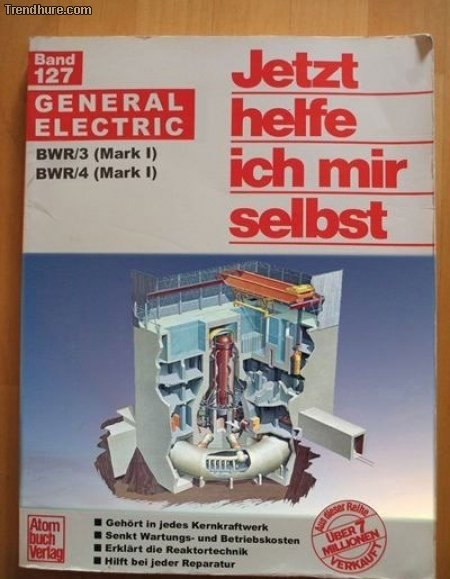 Trendhure.com
Band
127
GENERAL
ELECTRIC
BWR/3 (Mark I)
BWR/4 (Mark I)
Jetzt
helfe
ich mir
selbst
Atom
buch
Verlag
Gehört in jedes Kernkraftwerk
Senkt Wartungs- und Betriebskosten
Erklärt die Reaktortechnik
Hilft bei jeder Reparatur
Auf dieser Reihe
ÜBER 7
MILLIONEN
VERKAUFT